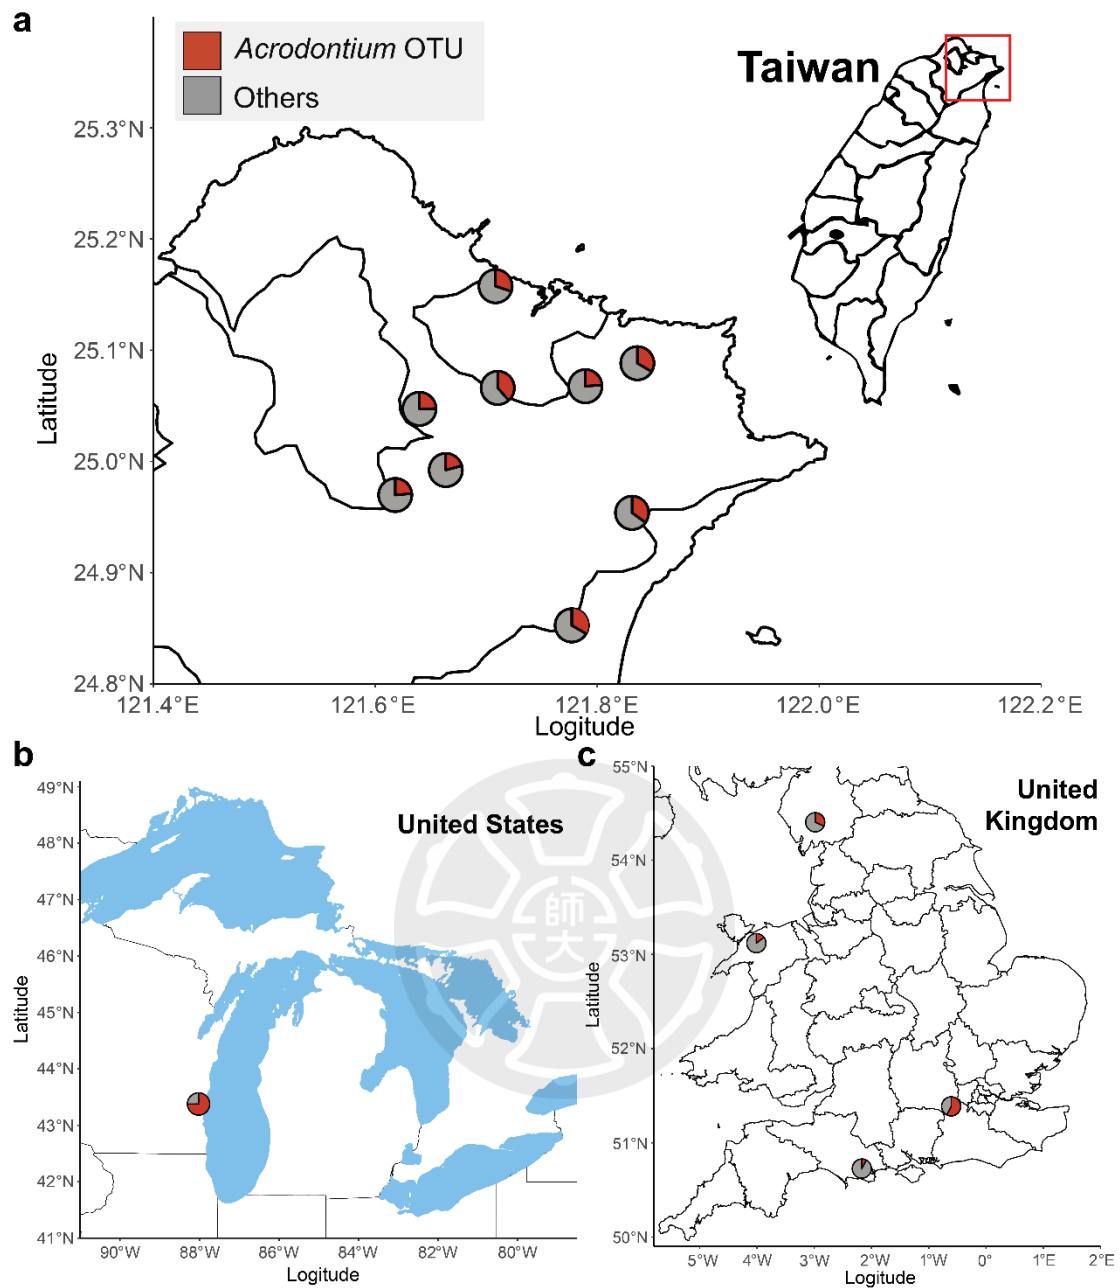 a
Acrodontium OTU
Others
Taiwan
25.3°N
25.2°N
25.1°N
25.0°N
24.9°N
24.8°N
Latitude
121.4°E
121.6°E
121.8°E
122.0°E
122.2°E
Logitude
b
United States
49°N
48°N
47°N
46°N
45°N
44°N
43°N
42°N
41°N
Latitude
90°W
88°W
86°W
84°W
82°W
80°W
Logitude
師大
c
United
Kingdom
55°N
54°N
53°N
52°N
51°N
50°N
Latitude
5°W
4°W
3°W
2°W
1°W
0°
1°E
2°E
Logitude